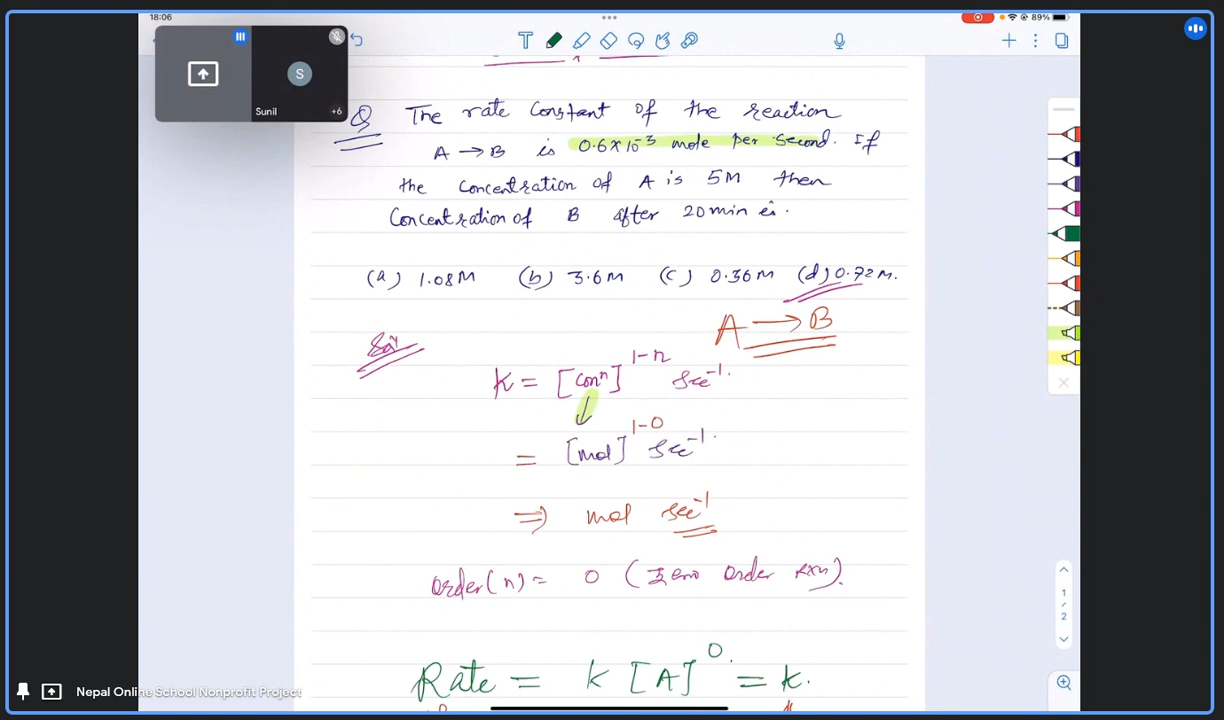 18:06
89%
T
S
Sunil
+6
Q The rate constant of the reaction
A → B is 0.6×10⁻³ mole per second. If
the concentration of A is 5M then
Concentration of B after 20min is.
(a) 1.08M (b) 3.6M (c) 0.36M (d) 0.72M.
A → B
Solⁿ
K = [conⁿ]¹⁻ⁿ sec⁻¹.
= [mol]¹⁻⁰ sec⁻¹.
⇒ mol sec⁻¹
order(n) = 0 (Zero Order rxn).
Rate = k [A]⁰. = k.
1
/
2
Nepal Online School Nonprofit Project